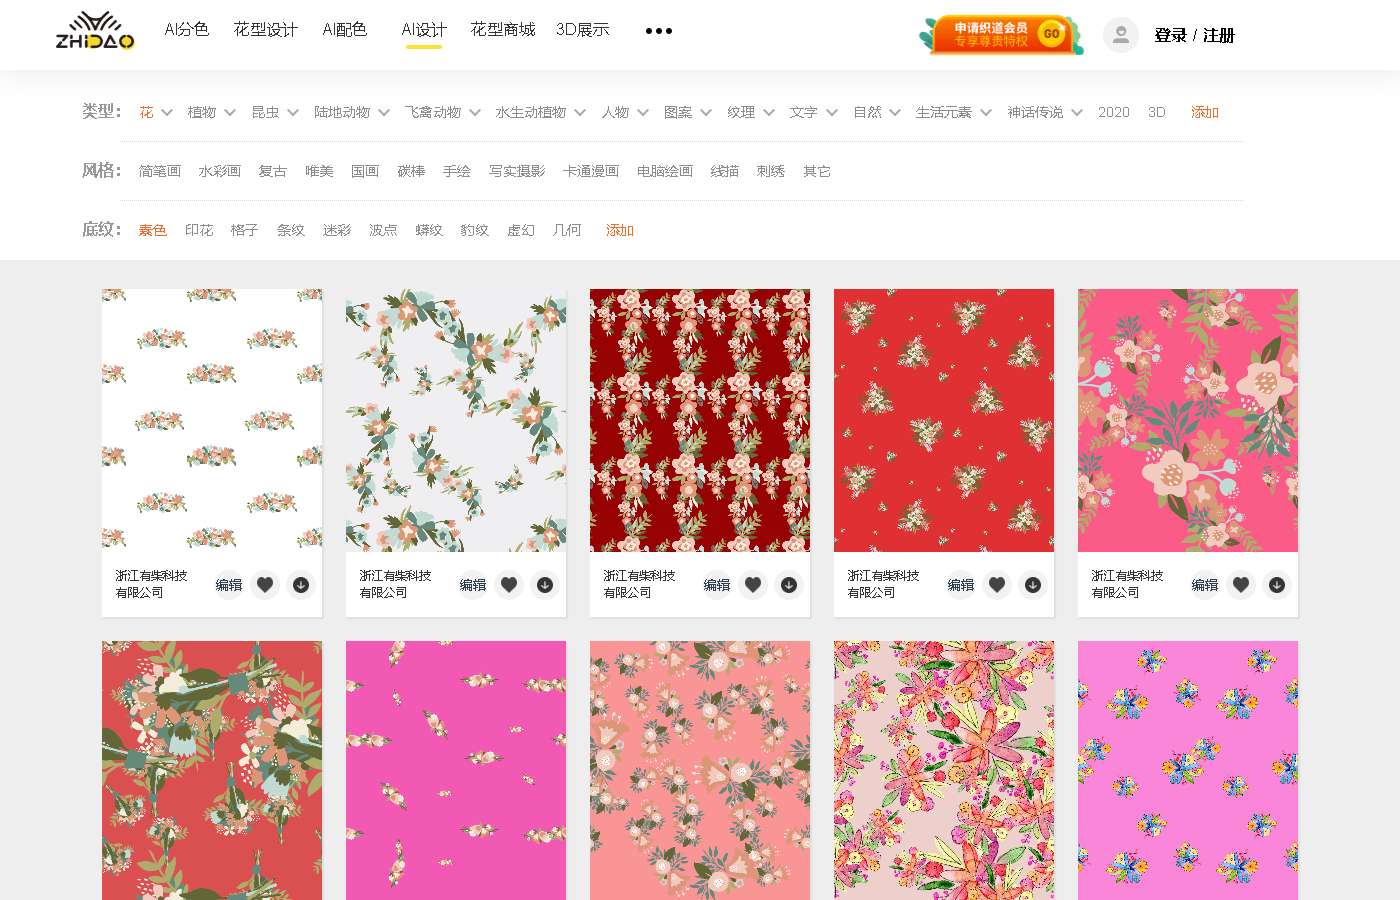 ZHIDAO
AI分色 花型设计 AI配色 AI设计 花型商城 3D展示 •••
申请织道会员
专享尊贵特权
GO
登录 / 注册
类型： 花 植物 昆虫 陆地动物 飞禽动物 水生动植物 人物 图案 纹理 文字 自然 生活元素 神话传说 2020 3D 添加
风格： 简笔画 水彩画 复古 唯美 国画 碳棒 手绘 写实摄影 卡通漫画 电脑绘画 线描 刺绣 其它
底纹： 素色 印花 格子 条纹 迷彩 波点 蟒纹 豹纹 虚幻 几何 添加
浙江有柴科技
有限公司
编辑
浙江有柴科技
有限公司
编辑
浙江有柴科技
有限公司
编辑
浙江有柴科技
有限公司
编辑
浙江有柴科技
有限公司
编辑